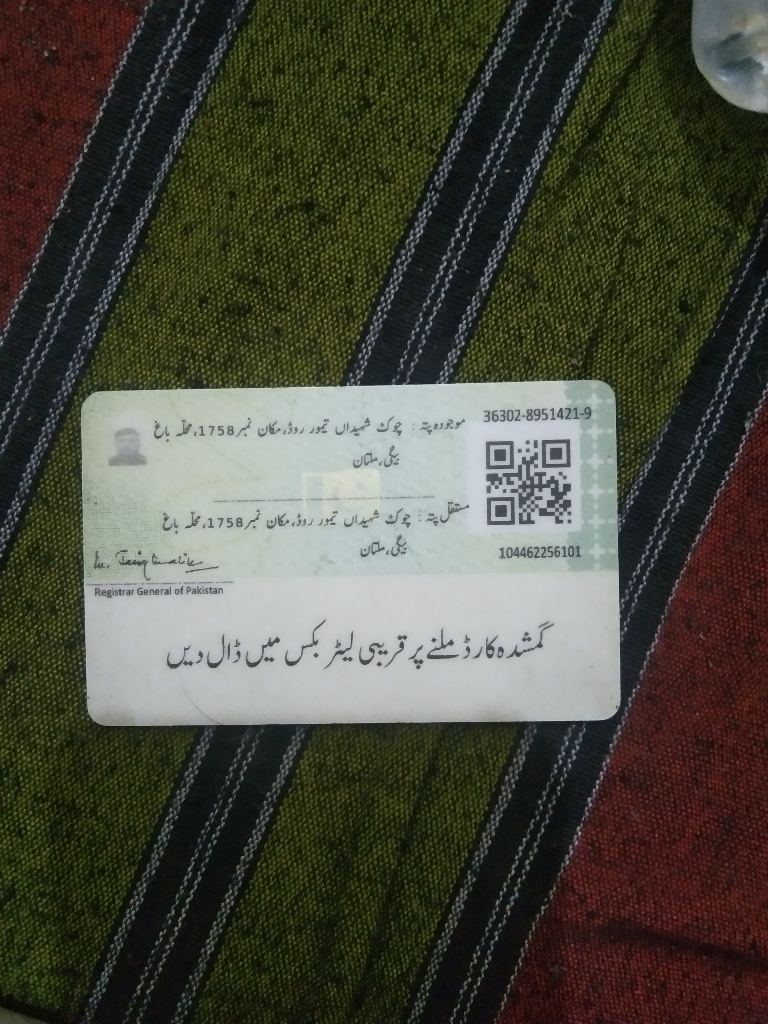 36302-8951421-9
موجودہ پتہ : چوک شہیداں تیمور روڈ، مکان نمبر 1758، محلّہ باغ
بیگی، ملتان
مستقل پتہ : چوک شہیداں تیمور روڈ، مکان نمبر 1758، محلّہ باغ
بیگی، ملتان
104462256101
Registrar General of Pakistan
گمشدہ کارڈ ملنے پر قریبی لیٹر بکس میں ڈال دیں